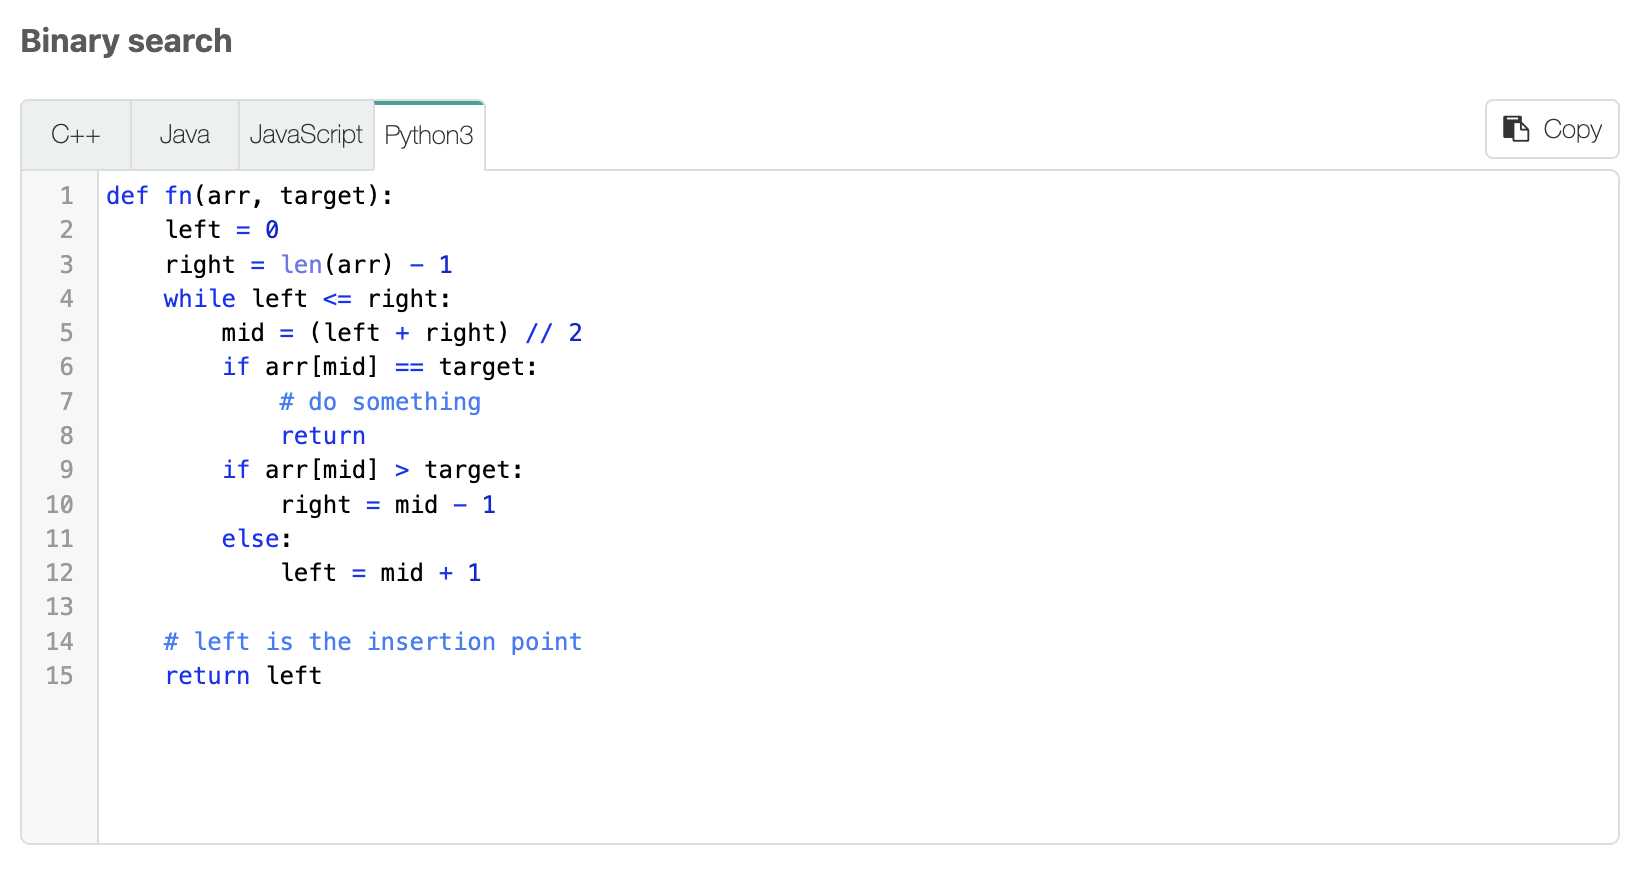 Binary search
C++ Java JavaScript Python3 Copy
1 def fn(arr, target):
2     left = 0
3     right = len(arr) - 1
4     while left <= right:
5         mid = (left + right) // 2
6         if arr[mid] == target:
7             # do something
8             return
9         if arr[mid] > target:
10             right = mid - 1
11         else:
12             left = mid + 1
13
14     # left is the insertion point
15     return left